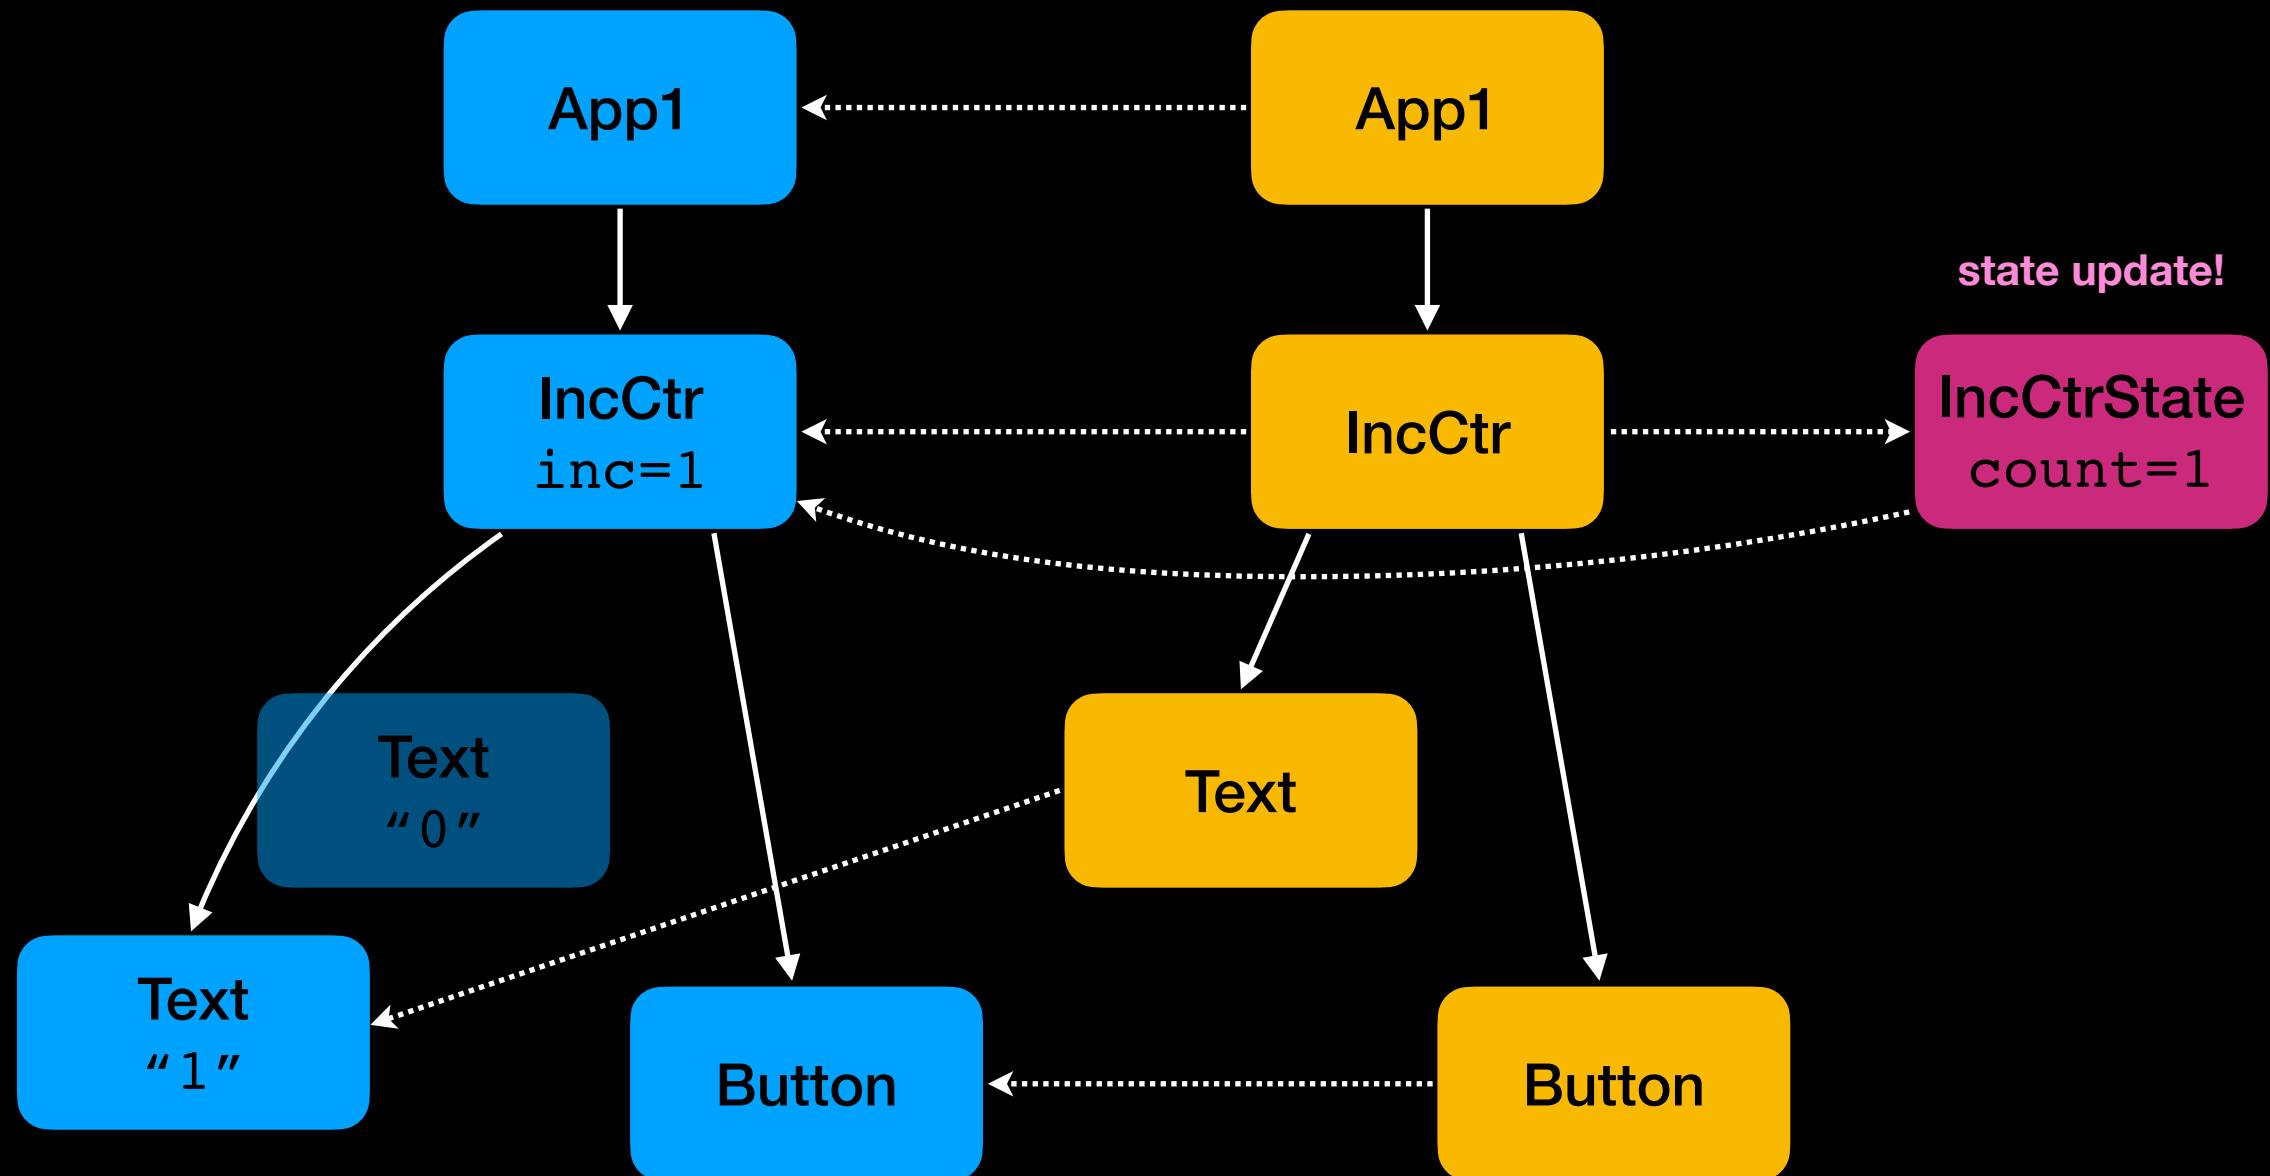 App1
App1
state update!
IncCtr
inc=1
IncCtr
IncCtrState
count=1
Text
“0”
Text
Text
“1”
Button
Button